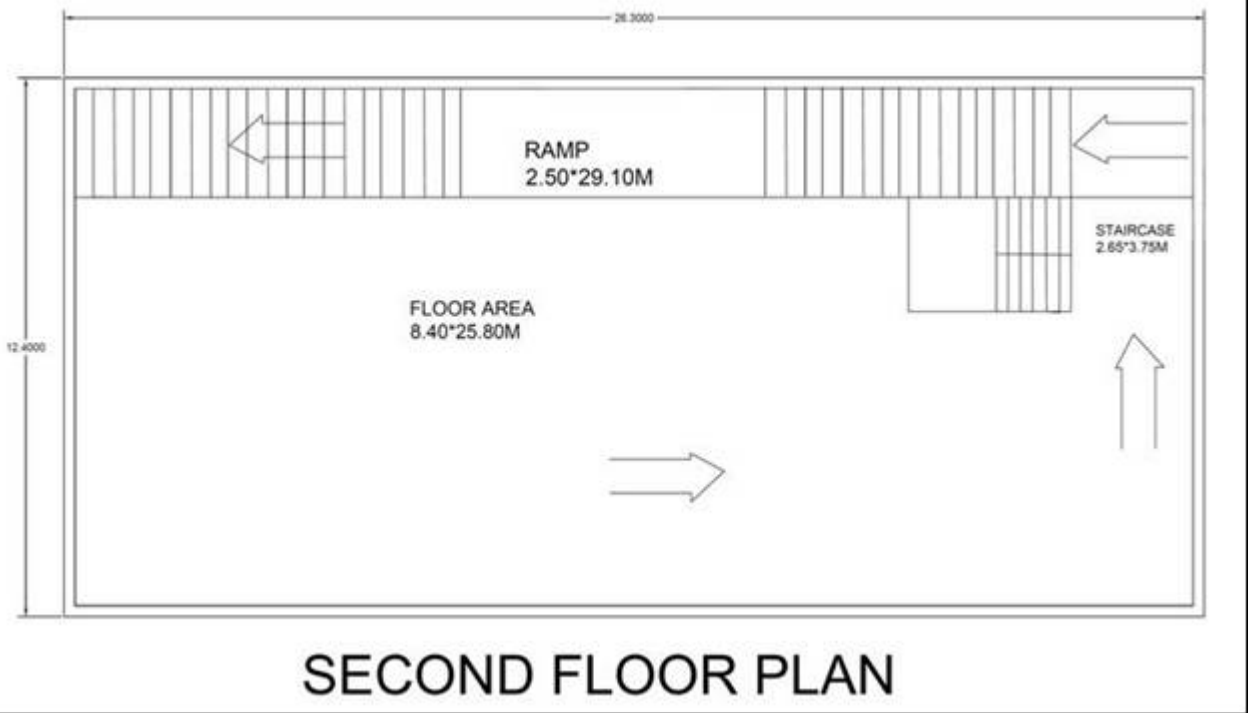 26.3000
RAMP
2.50*29.10M
STAIRCASE
2.65*3.75M
FLOOR AREA
8.40*25.80M
12.4000
SECOND FLOOR PLAN